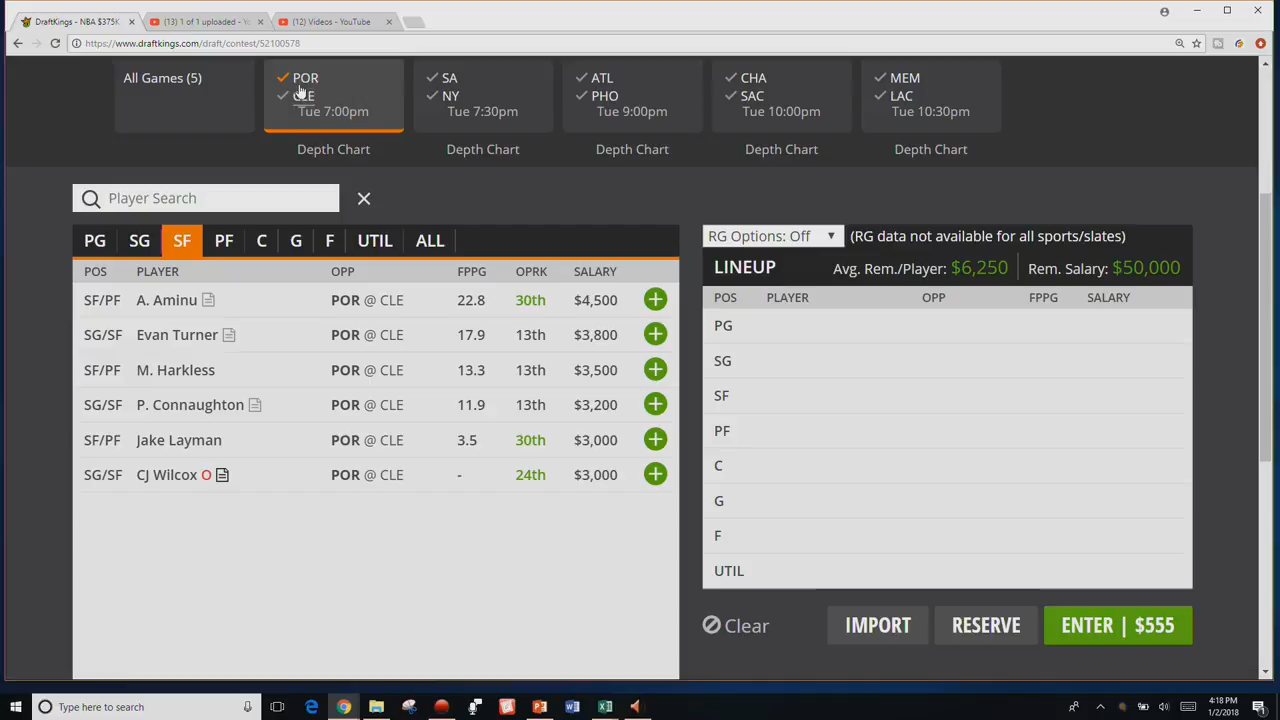 DraftKings - NBA $375K
(13) 1 of 1 uploaded - Yo
(12) Videos - YouTube
https://www.draftkings.com/draft/contest/52100578
All Games (5)
POR
CLE
Tue 7:00pm
Depth Chart
SA
NY
Tue 7:30pm
Depth Chart
ATL
PHO
Tue 9:00pm
Depth Chart
CHA
SAC
Tue 10:00pm
Depth Chart
MEM
LAC
Tue 10:30pm
Depth Chart
Player Search
PG SG SF PF C G F UTIL ALL
POS PLAYER OPP FPPG OPRK SALARY
SF/PF A. Aminu POR @ CLE 22.8 30th $4,500
SG/SF Evan Turner POR @ CLE 17.9 13th $3,800
SF/PF M. Harkless POR @ CLE 13.3 13th $3,500
SG/SF P. Connaughton POR @ CLE 11.9 13th $3,200
SF/PF Jake Layman POR @ CLE 3.5 30th $3,000
SG/SF CJ Wilcox O POR @ CLE - 24th $3,000
RG Options: Off (RG data not available for all sports/slates)
LINEUP Avg. Rem./Player: $6,250 Rem. Salary: $50,000
POS PLAYER OPP FPPG SALARY
PG
SG
SF
PF
C
G
F
UTIL
Clear IMPORT RESERVE ENTER | $555
Type here to search
4:18 PM
1/2/2018